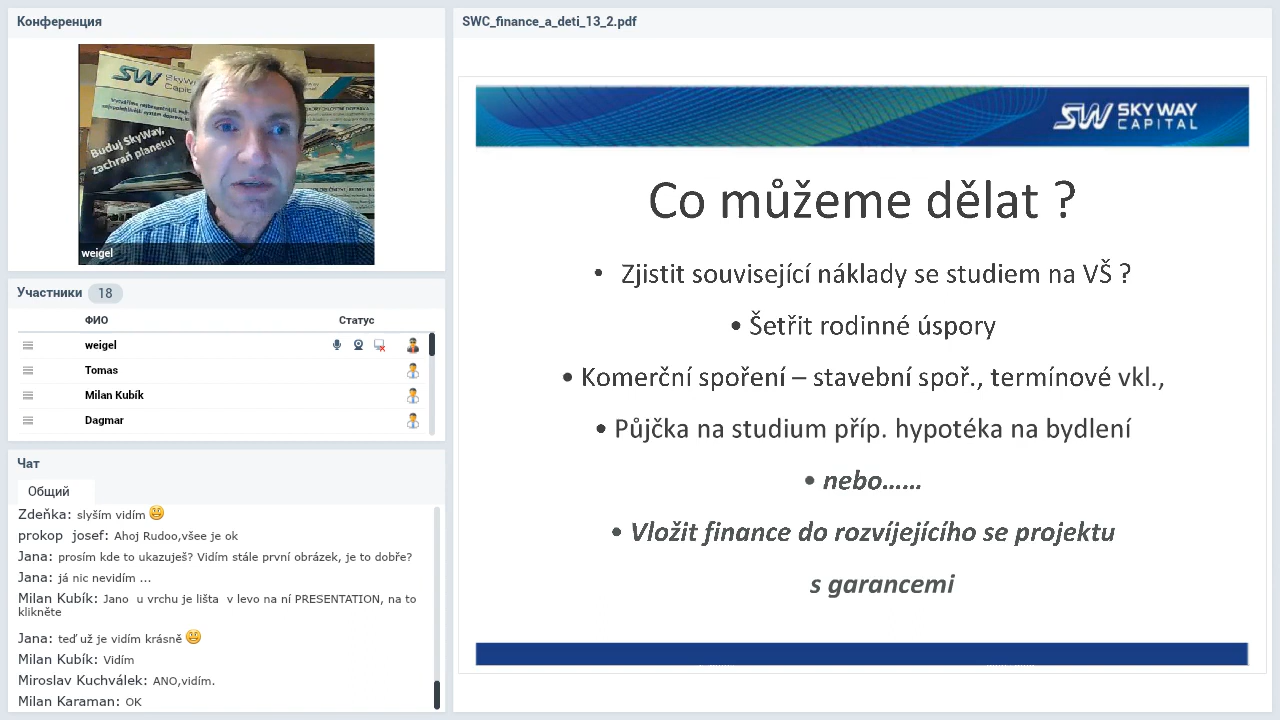 Конференция
SW SKYWAY
Buduj SkyWay,
zachraň planetu!
weigel
Участники 18
ФИО Статус
weigel
Tomas
Milan Kubík
Dagmar
Чат
Общий
Zdeňka: slyším vidím
prokop josef: Ahoj Rudoo,všee je ok
Jana: prosím kde to ukazuješ? Vidím stále první obrázek, je to dobře?
Jana: já nic nevidím ...
Milan Kubík: Jano u vrchu je lišta v levo na ní PRESENTATION, na to
klikněte
Jana: teď už je vidím krásně
Milan Kubík: Vidím
Miroslav Kuchválek: ANO,vidím.
Milan Karaman: OK
SWC_finance_a_deti_13_2.pdf
SW SKY WAY
CAPITAL
Co můžeme dělat ?
• Zjistit související náklady se studiem na VŠ ?
• Šetřit rodinné úspory
• Komerční spoření – stavební spoř., termínové vkl.,
• Půjčka na studium příp. hypotéka na bydlení
• nebo……
• Vložit finance do rozvíjejícího se projektu
s garancemi